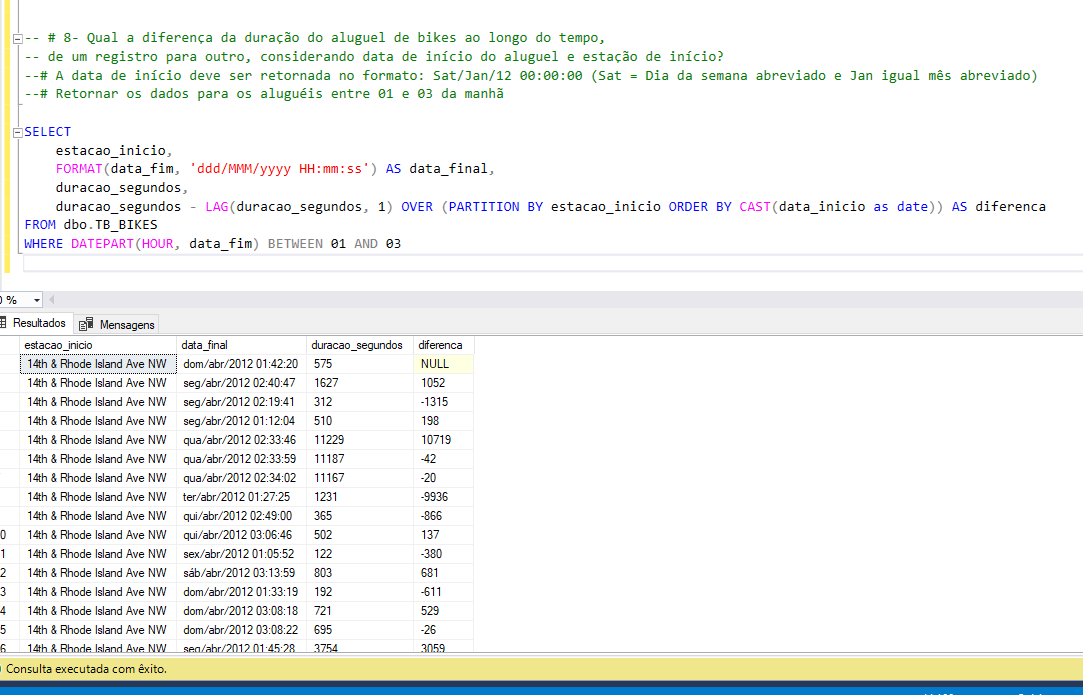 -- # 8- Qual a diferença da duração do aluguel de bikes ao longo do tempo,
-- de um registro para outro, considerando data de início do aluguel e estação de início?
--# A data de início deve ser retornada no formato: Sat/Jan/12 00:00:00 (Sat = Dia da semana abreviado e Jan igual mês abreviado)
--# Retornar os dados para os aluguéis entre 01 e 03 da manhã
SELECT
estacao_inicio,
FORMAT(data_fim, 'ddd/MMM/yyyy HH:mm:ss') AS data_final,
duracao_segundos,
duracao_segundos - LAG(duracao_segundos, 1) OVER (PARTITION BY estacao_inicio ORDER BY CAST(data_inicio as date)) AS diferenca
FROM dbo.TB_BIKES
WHERE DATEPART(HOUR, data_fim) BETWEEN 01 AND 03
0 %
Resultados Mensagens
estacao_inicio data_final duracao_segundos diferenca
14th & Rhode Island Ave NW dom/abr/2012 01:42:20 575 NULL
14th & Rhode Island Ave NW seg/abr/2012 02:40:47 1627 1052
14th & Rhode Island Ave NW seg/abr/2012 02:19:41 312 -1315
14th & Rhode Island Ave NW seg/abr/2012 01:12:04 510 198
14th & Rhode Island Ave NW qua/abr/2012 02:33:46 11229 10719
14th & Rhode Island Ave NW qua/abr/2012 02:33:59 11187 -42
14th & Rhode Island Ave NW qua/abr/2012 02:34:02 11167 -20
14th & Rhode Island Ave NW ter/abr/2012 01:27:25 1231 -9936
14th & Rhode Island Ave NW qui/abr/2012 02:49:00 365 -866
0 14th & Rhode Island Ave NW qui/abr/2012 03:06:46 502 137
1 14th & Rhode Island Ave NW sex/abr/2012 01:05:52 122 -380
2 14th & Rhode Island Ave NW sáb/abr/2012 03:13:59 803 681
3 14th & Rhode Island Ave NW dom/abr/2012 01:33:19 192 -611
4 14th & Rhode Island Ave NW dom/abr/2012 03:08:18 721 529
5 14th & Rhode Island Ave NW dom/abr/2012 03:08:22 695 -26
6 14th & Rhode Island Ave NW seg/abr/2012 01:45:28 3754 3059
Consulta executada com êxito.